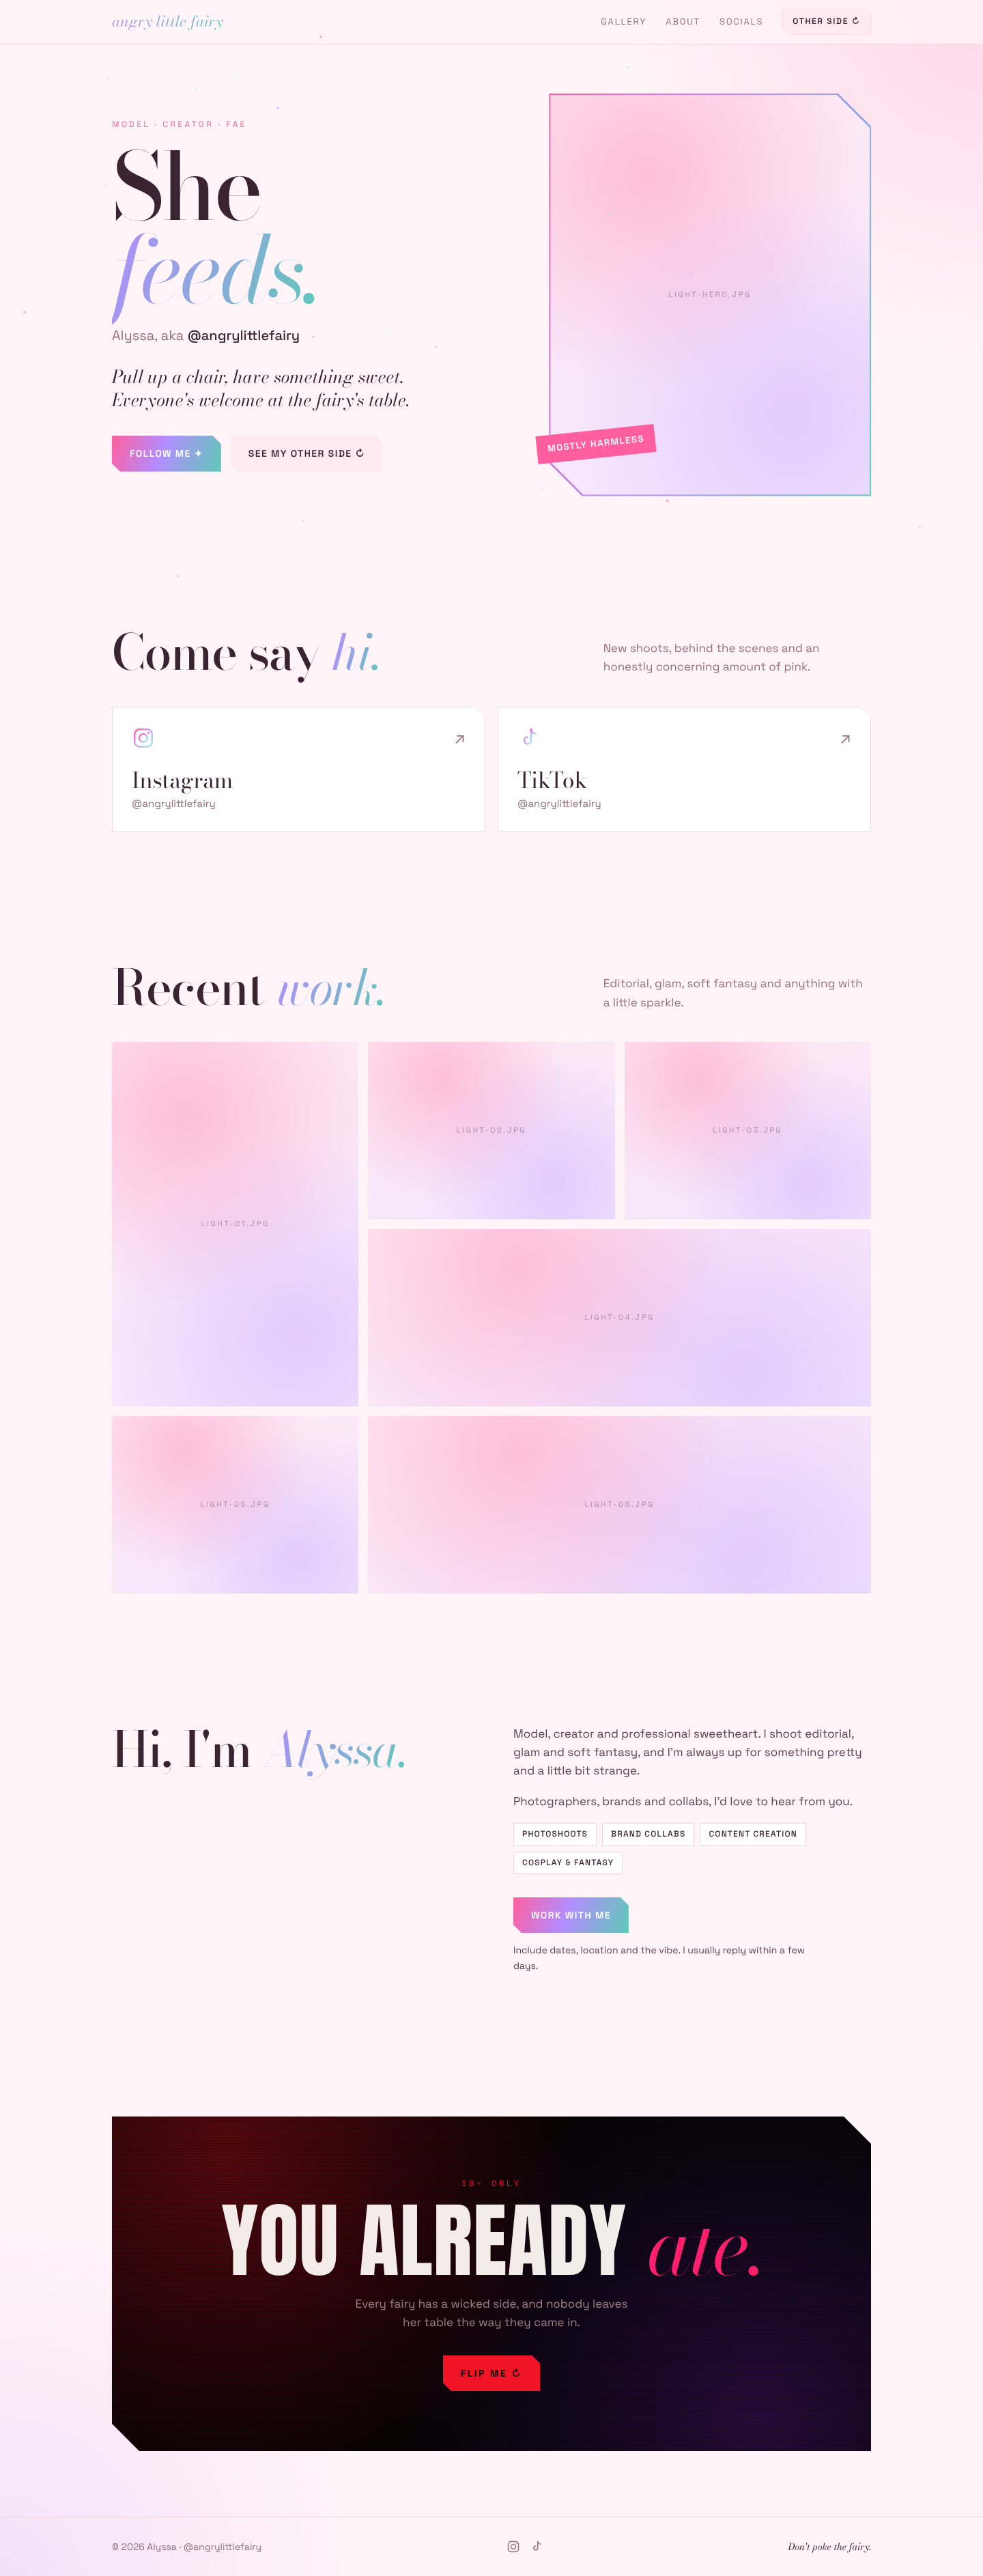 angry little fairy
GALLERY
ABOUT
SOCIALS
OTHER SIDE ↻
MODEL · CREATOR · FAE
She
feeds.
Alyssa, aka @angrylittlefairy
Pull up a chair, have something sweet.
Everyone's welcome at the fairy's table.
FOLLOW ME ✦
SEE MY OTHER SIDE ↻
LIGHT-HERO.JPG
MOSTLY HARMLESS
Come say hi.
New shoots, behind the scenes and an
honestly concerning amount of pink.
Instagram
@angrylittlefairy
TikTok
@angrylittlefairy
Recent work.
Editorial, glam, soft fantasy and anything with
a little sparkle.
LIGHT-01.JPG
LIGHT-02.JPG
LIGHT-03.JPG
LIGHT-04.JPG
LIGHT-05.JPG
LIGHT-06.JPG
Hi, I'm Alyssa.
Model, creator and professional sweetheart. I shoot editorial,
glam and soft fantasy, and I'm always up for something pretty
and a little bit strange.
Photographers, brands and collabs, I'd love to hear from you.
PHOTOSHOOTS
BRAND COLLABS
CONTENT CREATION
COSPLAY & FANTASY
WORK WITH ME
Include dates, location and the vibe. I usually reply within a few
days.
18+ ONLY
YOU ALREADY ate.
Every fairy has a wicked side, and nobody leaves
her table the way they came in.
FLIP ME ↻
© 2026 Alyssa · @angrylittlefairy
Don't poke the fairy.